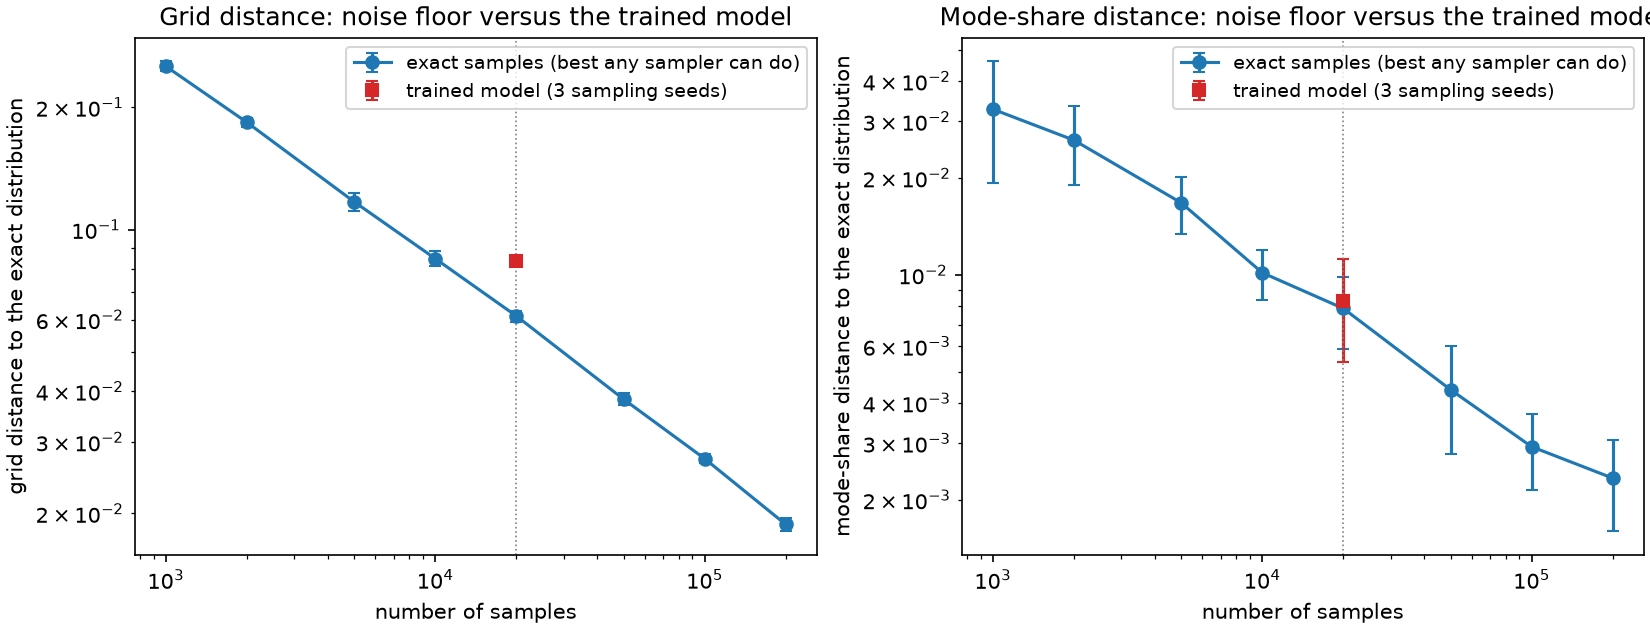 Grid distance: noise floor versus the trained model
exact samples (best any sampler can do)
trained model (3 sampling seeds)
grid distance to the exact distribution
2 × 10⁻¹
10⁻¹
6 × 10⁻²
4 × 10⁻²
3 × 10⁻²
2 × 10⁻²
10³
10⁴
10⁵
number of samples
Mode-share distance: noise floor versus the trained mode
exact samples (best any sampler can do)
trained model (3 sampling seeds)
mode-share distance to the exact distribution
4 × 10⁻²
3 × 10⁻²
2 × 10⁻²
10⁻²
6 × 10⁻³
4 × 10⁻³
3 × 10⁻³
2 × 10⁻³
10³
10⁴
10⁵
number of samples